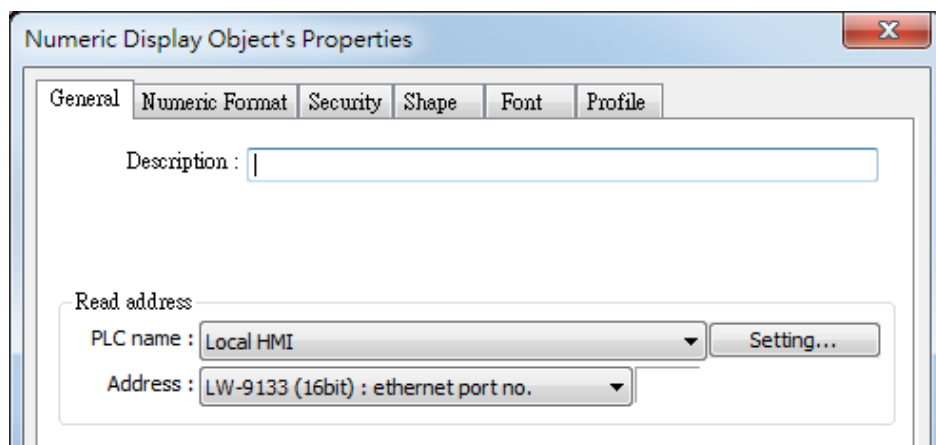 Numeric Display Object's Properties
General Numeric Format Security Shape Font Profile
Description :
Read address
PLC name : Local HMI Setting...
Address : LW-9133 (16bit) : ethernet port no.